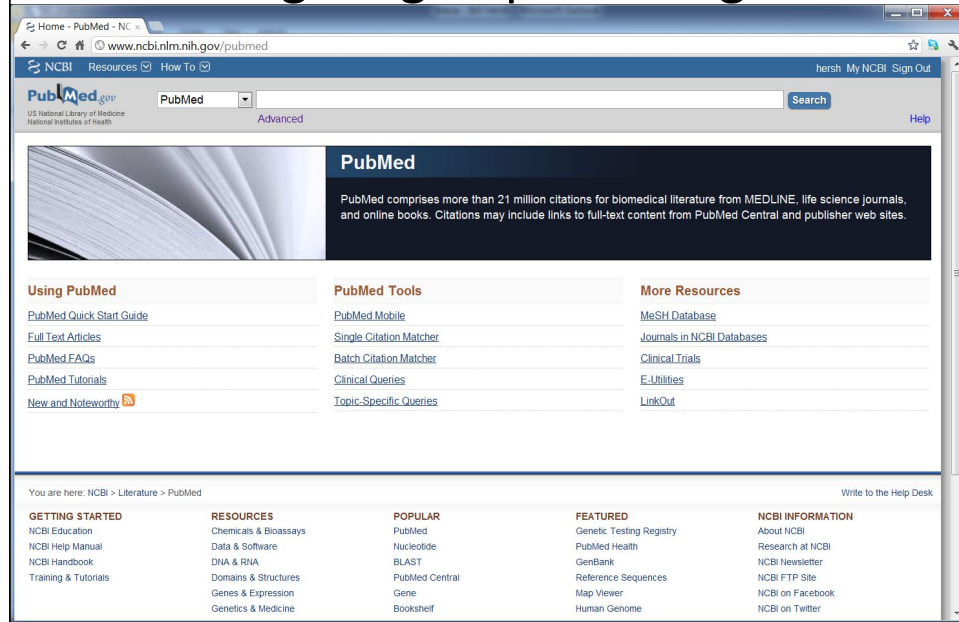 Home - PubMed - NC
www.ncbi.nlm.nih.gov/pubmed
NCBI Resources How To hersh My NCBI Sign Out
PubMed.gov
US National Library of Medicine
National Institutes of Health
PubMed
Search
Advanced
Help
PubMed
PubMed comprises more than 21 million citations for biomedical literature from MEDLINE, life science journals,
and online books. Citations may include links to full-text content from PubMed Central and publisher web sites.
Using PubMed
PubMed Quick Start Guide
Full Text Articles
PubMed FAQs
PubMed Tutorials
New and Noteworthy
PubMed Tools
PubMed Mobile
Single Citation Matcher
Batch Citation Matcher
Clinical Queries
Topic-Specific Queries
More Resources
MeSH Database
Journals in NCBI Databases
Clinical Trials
E-Utilities
LinkOut
You are here: NCBI > Literature > PubMed
Write to the Help Desk
GETTING STARTED
NCBI Education
NCBI Help Manual
NCBI Handbook
Training & Tutorials
RESOURCES
Chemicals & Bioassays
Data & Software
DNA & RNA
Domains & Structures
Genes & Expression
Genetics & Medicine
POPULAR
PubMed
Nucleotide
BLAST
PubMed Central
Gene
Bookshelf
FEATURED
Genetic Testing Registry
PubMed Health
GenBank
Reference Sequences
Map Viewer
Human Genome
NCBI INFORMATION
About NCBI
Research at NCBI
NCBI Newsletter
NCBI FTP Site
NCBI on Facebook
NCBI on Twitter